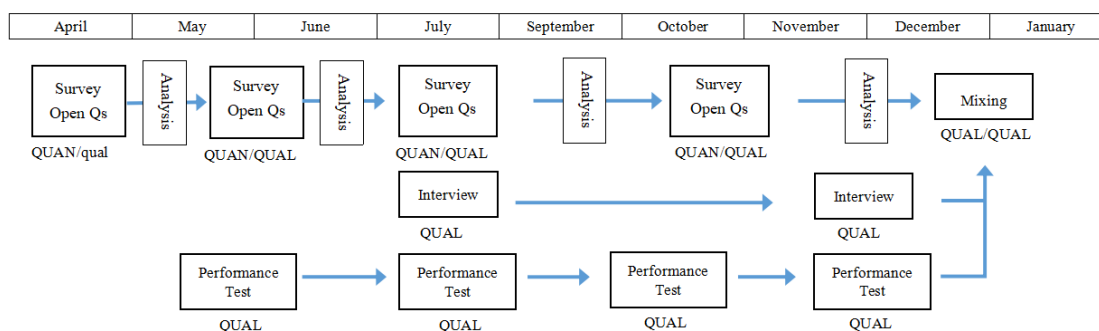 April May June July September October November December January
Survey
Open Qs
Analysis
Survey
Open Qs
Analysis
Survey
Open Qs
Analysis
Survey
Open Qs
Analysis
Mixing
QUAN/qual
QUAN/QUAL
QUAN/QUAL
QUAN/QUAL
QUAL/QUAL
Interview
Interview
QUAL
QUAL
Performance
Test
Performance
Test
Performance
Test
Performance
Test
QUAL
QUAL
QUAL
QUAL